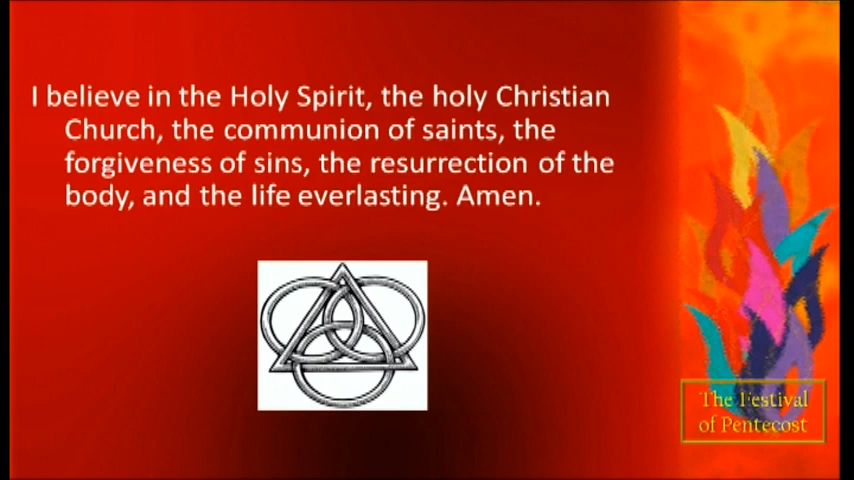 I believe in the Holy Spirit, the holy Christian
Church, the communion of saints, the
forgiveness of sins, the resurrection of the
body, and the life everlasting. Amen.
The Festival
of Pentecost